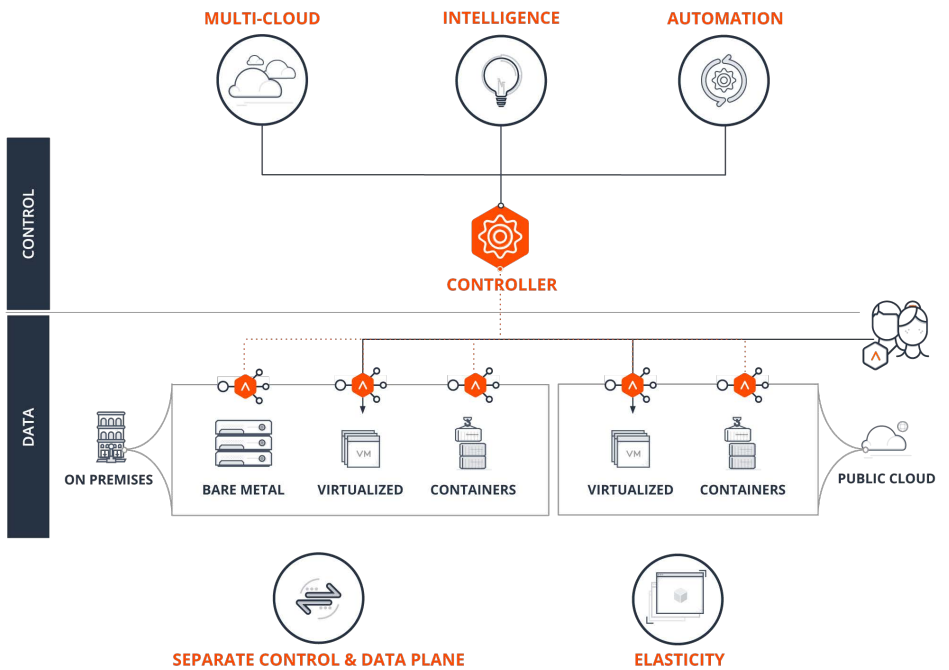 MULTI-CLOUD
INTELLIGENCE
AUTOMATION
CONTROL
CONTROLLER
DATA
VM
VM
ON PREMISES
BARE METAL
VIRTUALIZED
CONTAINERS
VIRTUALIZED
CONTAINERS
PUBLIC CLOUD
SEPARATE CONTROL & DATA PLANE
ELASTICITY